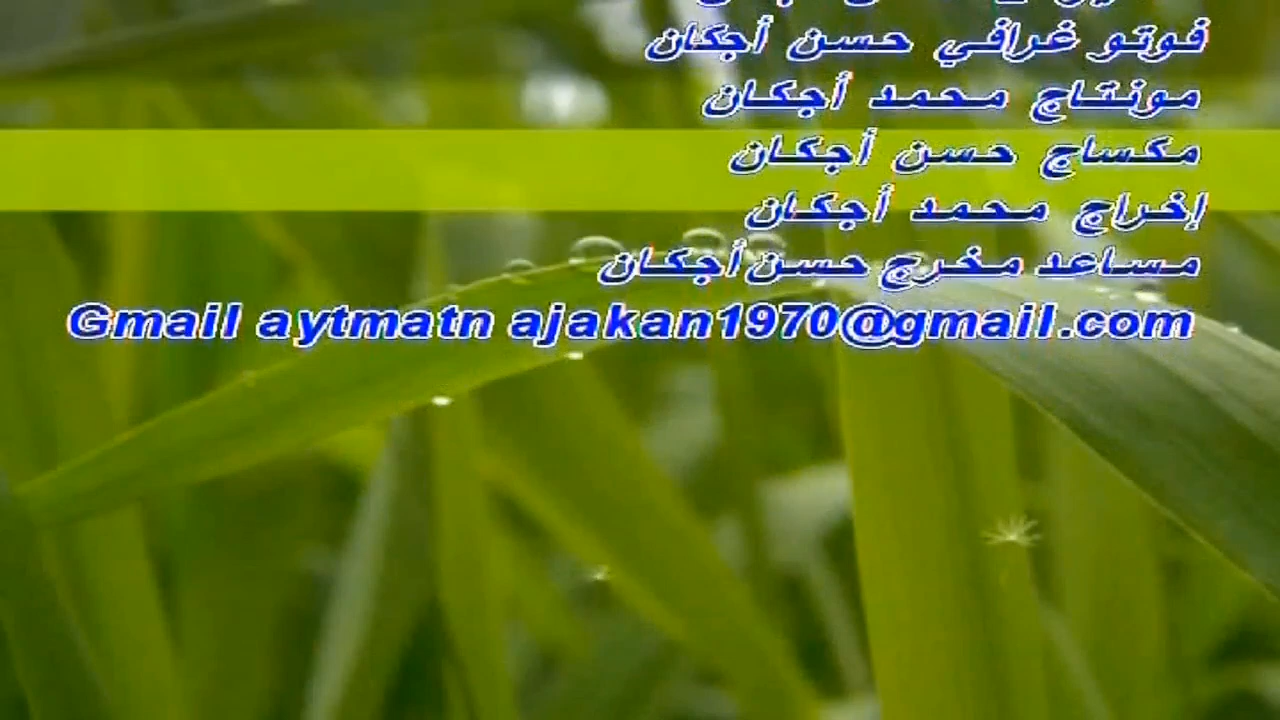 فوتو غرافي حسن أجكان
مونتاج محمد أجكان
مكساج حسن أجكان
إخراج محمد أجكان
مساعد مخرج حسن أجكان
Gmail aytmatn ajakan1970@gmail.com